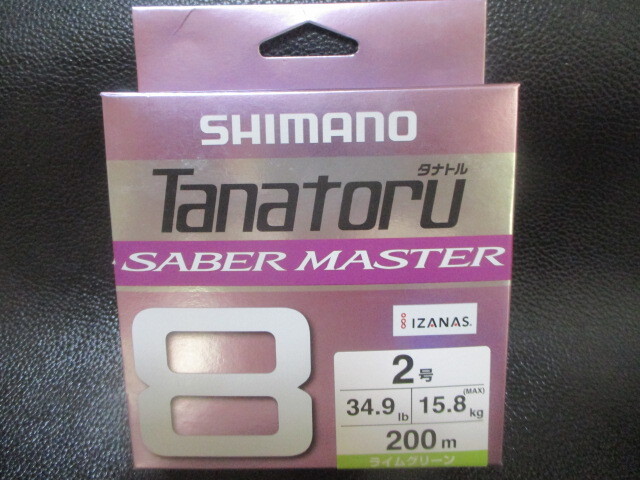 SHIMANO
タナトル
Tanatoru
SABER MASTER
8
IZANAS
2号
34.9 lb 15.8 kg (MAX)
200m
ライムグリーン